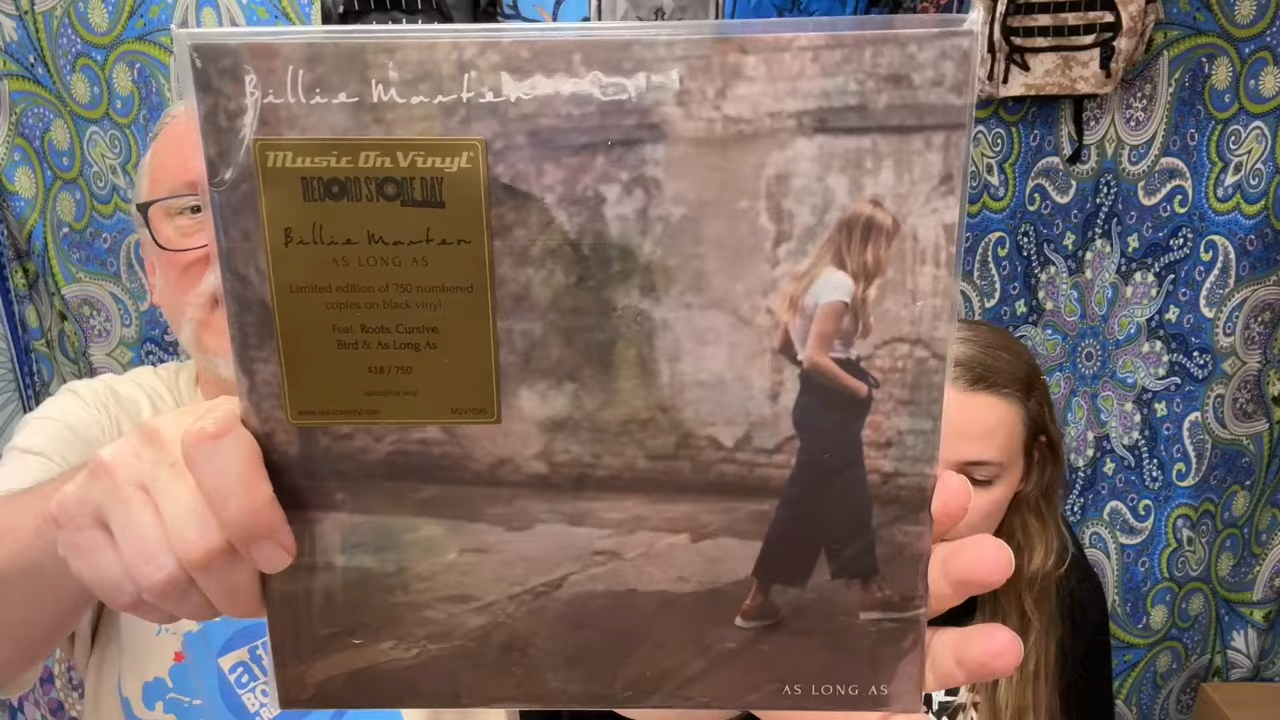 Billie Marten
Music On Vinyl
RECORD STORE DAY
Billie Marten
AS LONG AS
Limited edition of 750 numbered
copies on black vinyl
Feat. Roots, Cursive,
Bird & As Long As
418 / 750
AS LONG AS